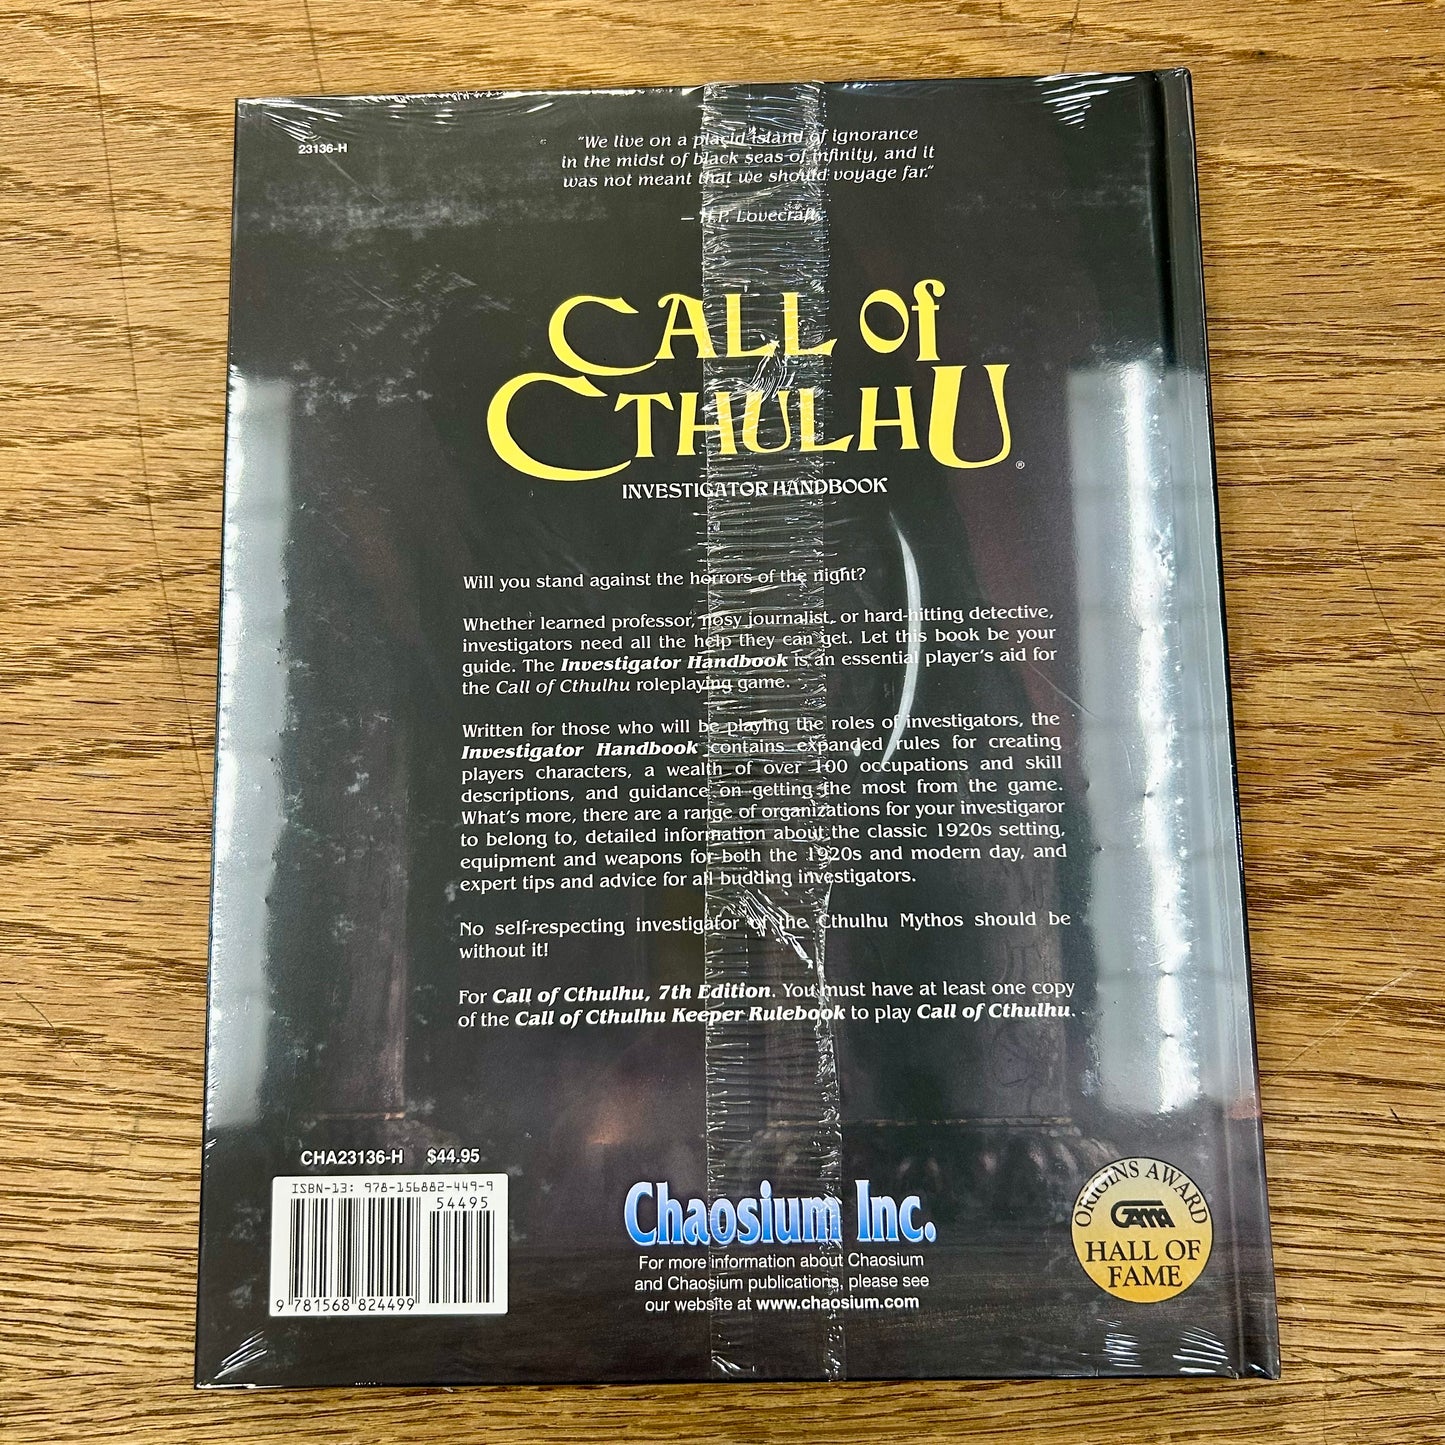 23136-H
"We live on a placid island of ignorance
in the midst of black seas of infinity, and it
was not meant that we should voyage far."
— H.P. Lovecraft
CALL OF
CTHULHU®
INVESTIGATOR HANDBOOK
Will you stand against the horrors of the night?
Whether learned professor, nosy journalist, or hard-hitting detective,
investigators need all the help they can get. Let this book be your
guide. The Investigator Handbook is an essential player's aid for
the Call of Cthulhu roleplaying game.
Written for those who will be playing the roles of investigators, the
Investigator Handbook contains expanded rules for creating
players characters, a wealth of over 100 occupations and skill
descriptions, and guidance on getting the most from the game.
What's more, there are a range of organizations for your investigaror
to belong to, detailed information about the classic 1920s setting,
equipment and weapons for both the 1920s and modern day, and
expert tips and advice for all budding investigators.
No self-respecting investigator of the Cthulhu Mythos should be
without it!
For Call of Cthulhu, 7th Edition. You must have at least one copy
of the Call of Cthulhu Keeper Rulebook to play Call of Cthulhu.
CHA23136-H $44.95
ISBN-13: 978-156882-449-9
54495
9 781568 824499
Chaosium Inc.
For more information about Chaosium
and Chaosium publications, please see
our website at www.chaosium.com
ORIGINS AWARD
GAMA
HALL OF
FAME